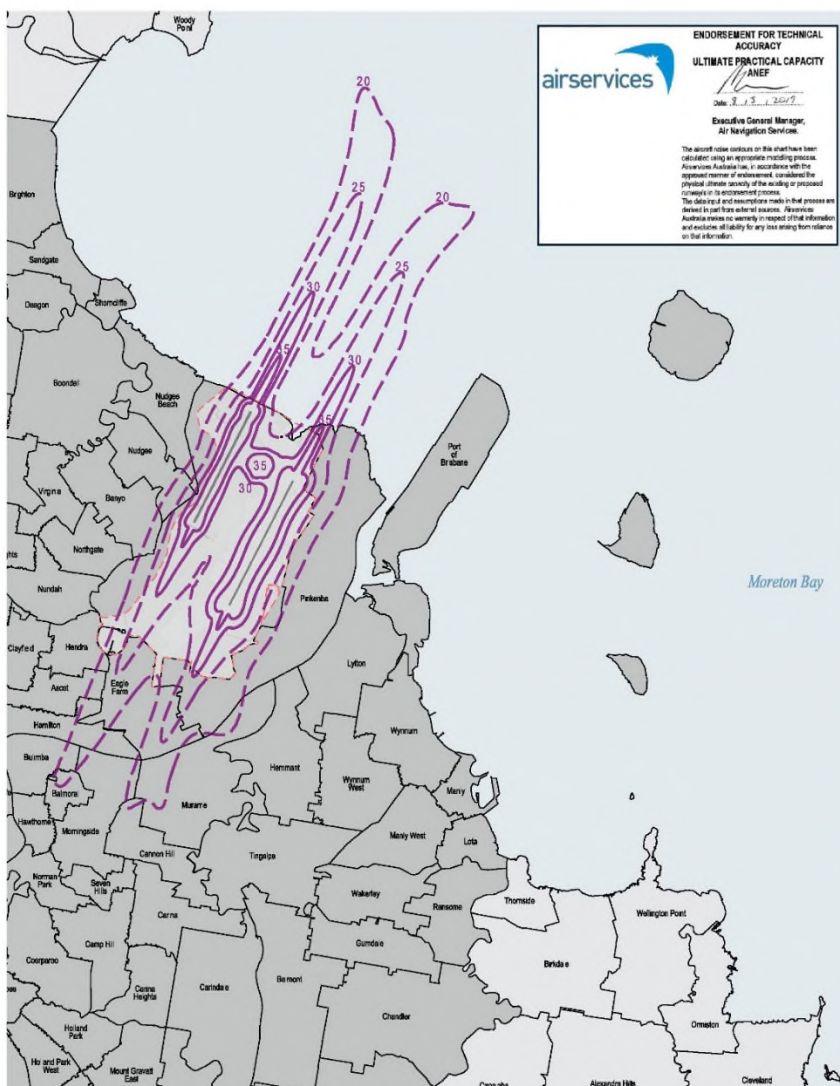 Woody
Point
ENDORSEMENT FOR TECHNICAL
ACCURACY
ULTIMATE PRACTICAL CAPACITY
ANEF
airservices
Date:
Executive General Manager,
Air Navigation Services.
The aircraft noise contours on this chart have been
calculated using an appropriate modelling process.
Airservices Australia has, in accordance with the
approved manner of endorsement, considered the
physical ultimate capacity of the existing or proposed
runways in its endorsement process.
The data input and assumptions made in that process are
derived in part from external sources. Airservices
Australia makes no warranty in respect of that information
and excludes all liability for any loss arising from reliance
on that information.
20
25
20
25
30
30
35
35
35
30
Brighton
Sandgate
Deagon
Shorncliffe
Boondall
Nudgee
Beach
Nudgee
Virginia
Banyo
Northgate
Nundah
Port
of
Brisbane
Moreton Bay
Pinkenba
Clayfield
Hendra
Ascot
Eagle
Farm
Hamilton
Lytton
Wynnum
Hemmant
Wynnum
West
Manly
Bulimba
Balmoral
Hawthorne
Morningside
Murarrie
Cannon Hill
Tingalpa
Manly West
Lota
Norman
Park
Seven
Hills
Carina
Wakerley
Ransome
Gumdale
Thorneside
Wellington Point
Birkdale
Coorparoo
Camp Hill
Carina
Heights
Carindale
Belmont
Chandler
Ormiston
Holland
Park
Holland Park
West
Mount Gravatt
East
Capalaba
Alexandra Hills
Cleveland